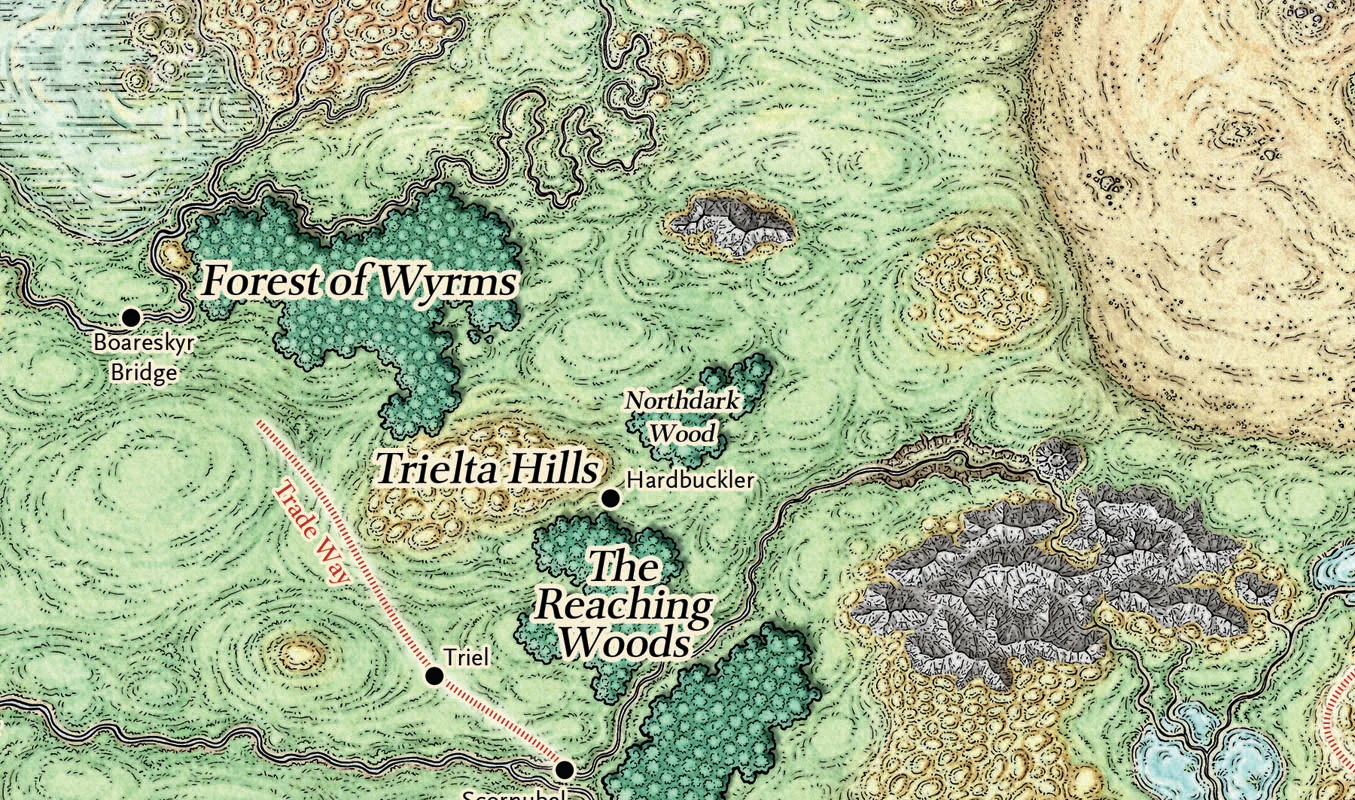 Forest of Wyrms
Boareskyr
Bridge
Northdark
Wood
Trielta Hills
Hardbuckler
Trade Way
The
Reaching
Woods
Triel
Scornubel